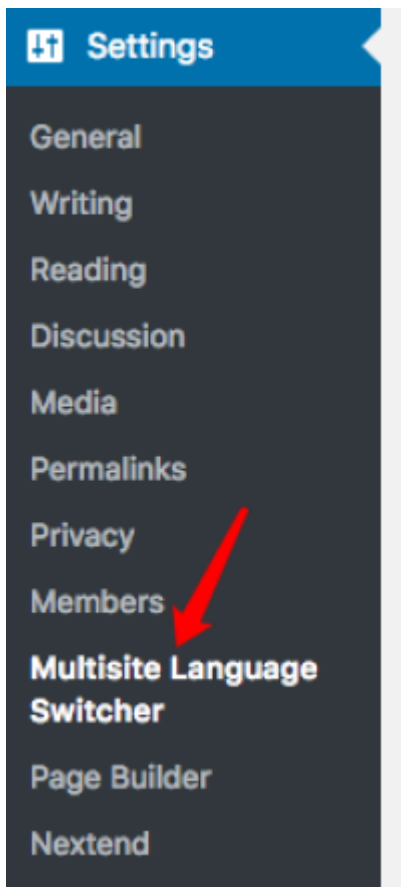 Settings
General
Writing
Reading
Discussion
Media
Permalinks
Privacy
Members
Multisite Language
Switcher
Page Builder
Nextend